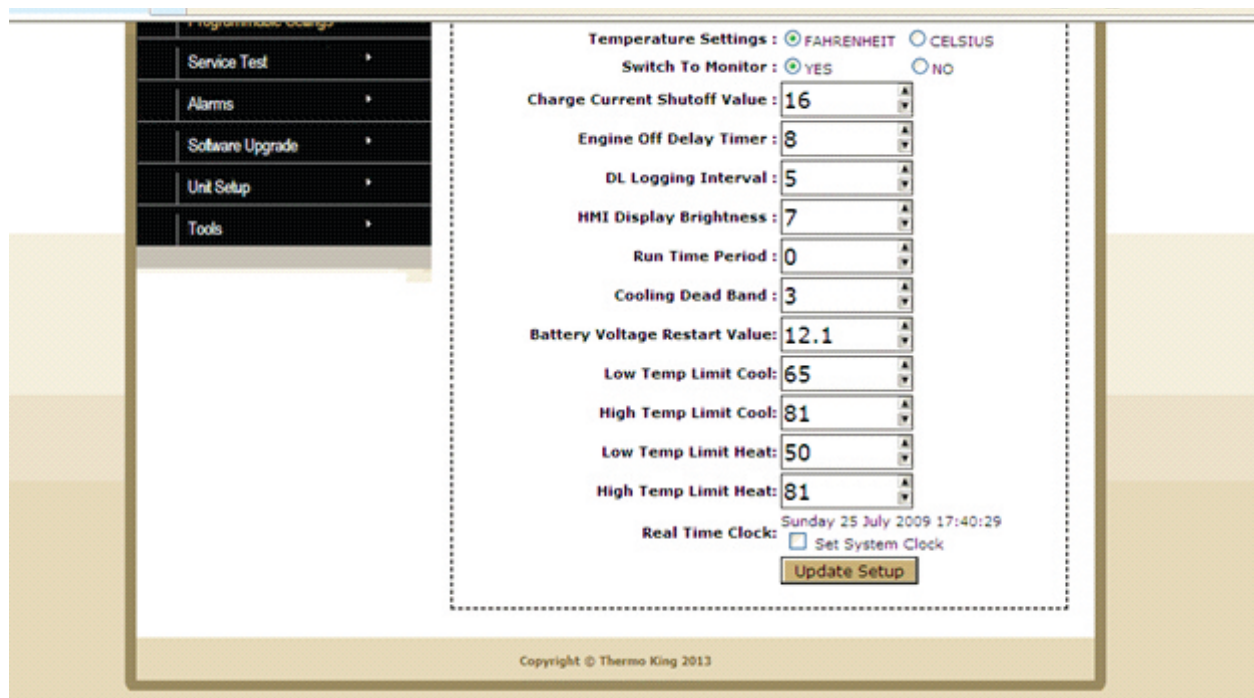 Programmable Settings
Service Test
Alarms
Software Upgrade
Unit Setup
Tools
Temperature Settings : FAHRENHEIT CELSIUS
Switch To Monitor : YES NO
Charge Current Shutoff Value : 16
Engine Off Delay Timer : 8
DL Logging Interval : 5
HMI Display Brightness : 7
Run Time Period : 0
Cooling Dead Band : 3
Battery Voltage Restart Value: 12.1
Low Temp Limit Cool: 65
High Temp Limit Cool: 81
Low Temp Limit Heat: 50
High Temp Limit Heat: 81
Real Time Clock: Sunday 25 July 2009 17:40:29
Set System Clock
Update Setup
Copyright © Thermo King 2013